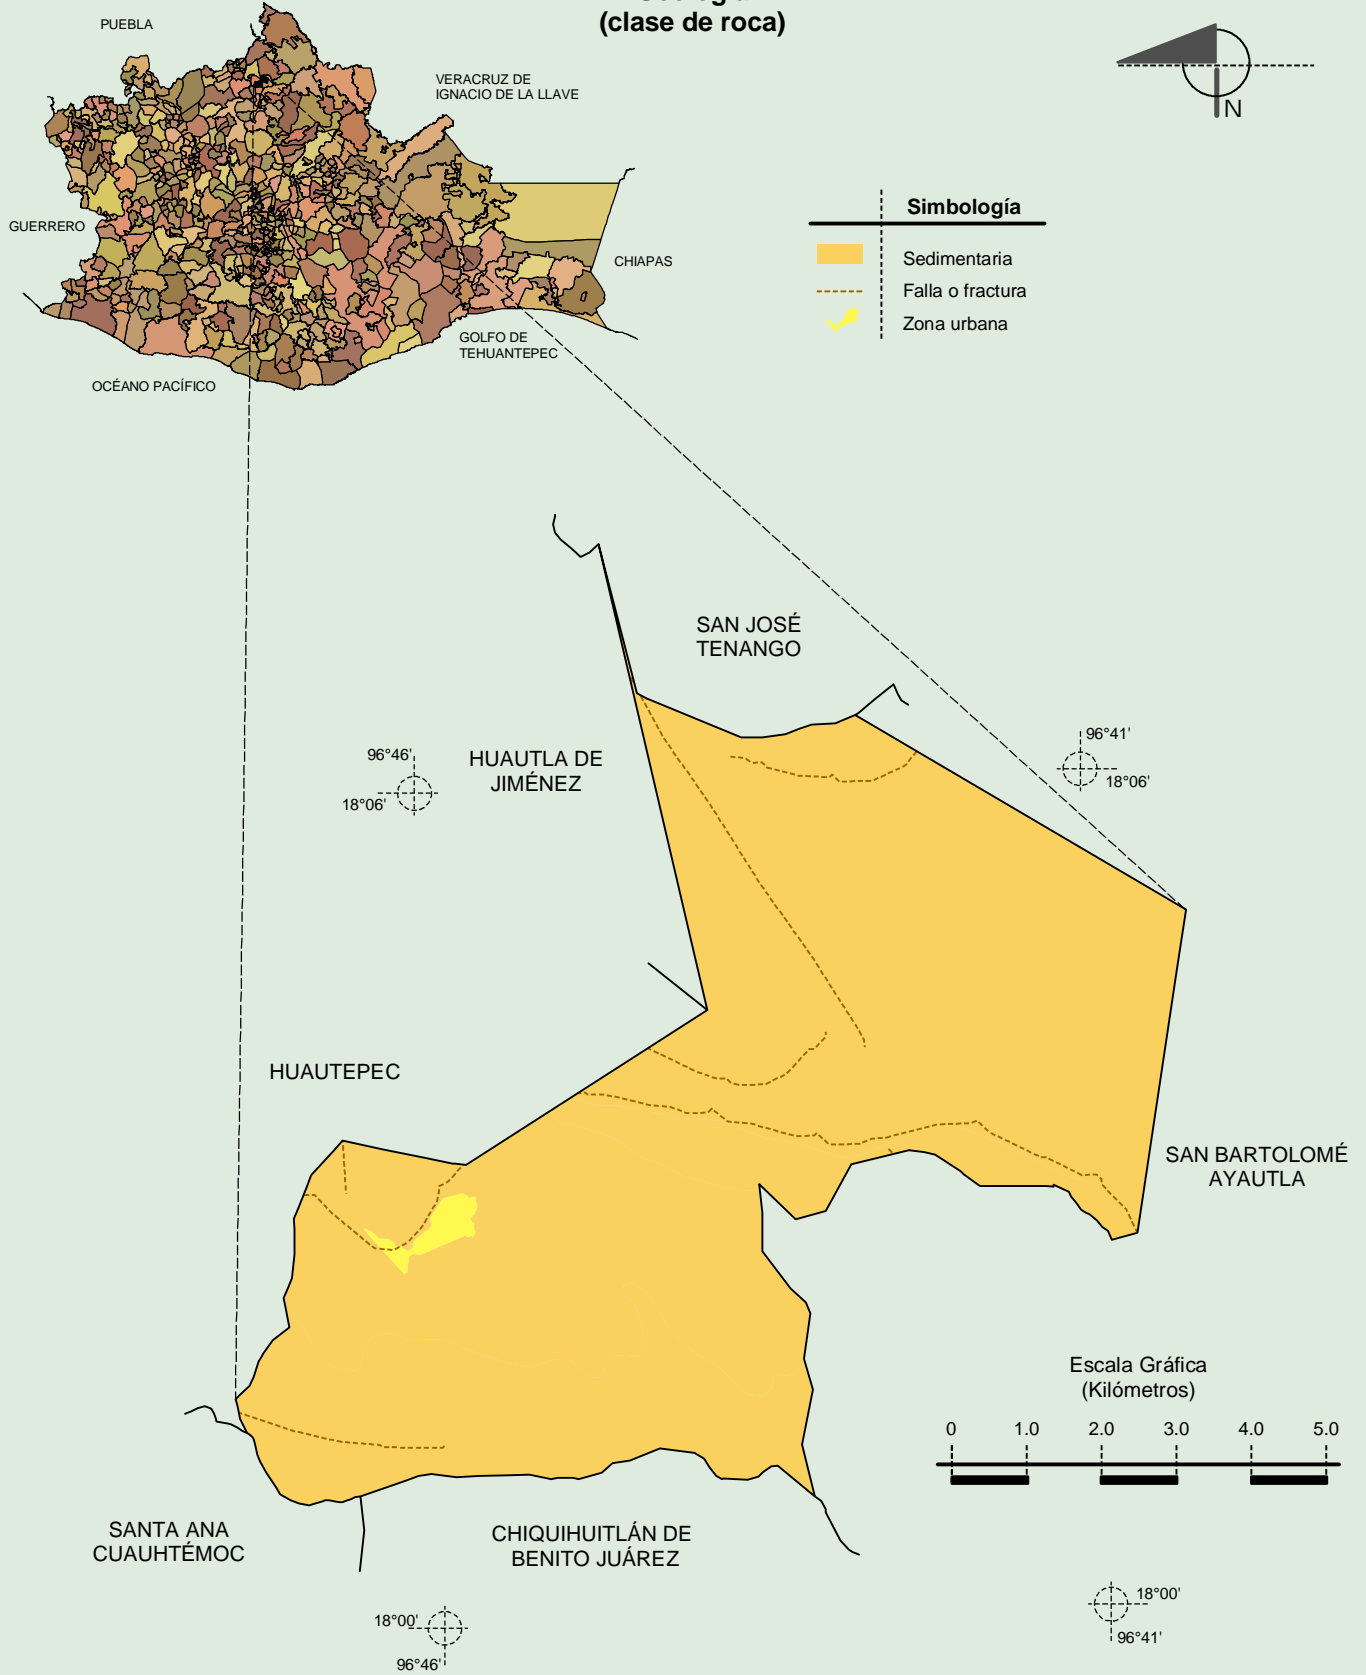 (clase de roca)
PUEBLA
VERACRUZ DE
IGNACIO DE LA LLAVE
N
GUERRERO
CHIAPAS
GOLFO DE
TEHUANTEPEC
OCÉANO PACÍFICO
Simbología
Sedimentaria
Falla o fractura
Zona urbana
SAN JOSÉ
TENANGO
HUAUTLA DE
JIMÉNEZ
96°46'
18°06'
96°41'
18°06'
HUAUTEPEC
SAN BARTOLOMÉ
AYAUTLA
Escala Gráfica
(Kilómetros)
0 1.0 2.0 3.0 4.0 5.0
SANTA ANA
CUAUHTÉMOC
CHIQUIHUITLÁN DE
BENITO JUÁREZ
18°00'
96°46'
18°00'
96°41'